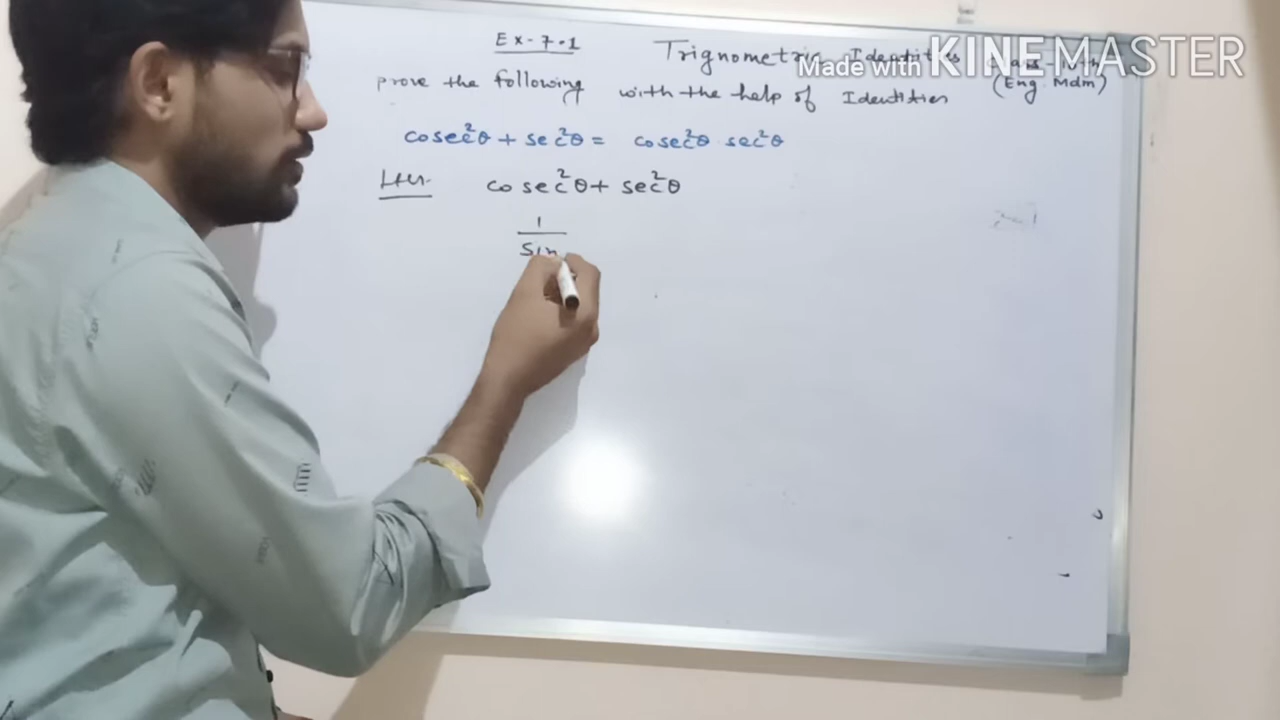 Ex-7.1 Trignometric Identities
Made with KINEMASTER
prove the following with the help of Identities (Eng. Mdm)
cosec²θ + sec²θ = cosec²θ sec²θ
LHS. cosec²θ + sec²θ
1
Sin